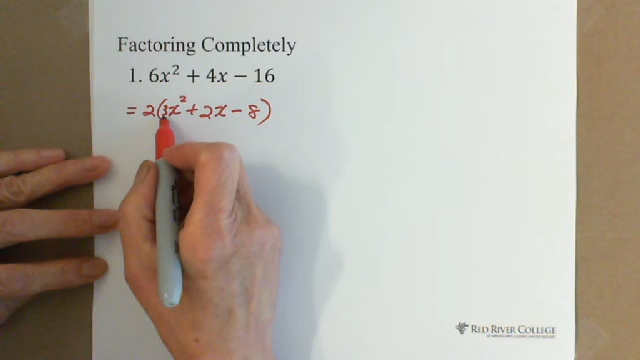 Factoring Completely
1. 6x² + 4x − 16
= 2(3x² + 2x − 8)
RED RIVER COLLEGE